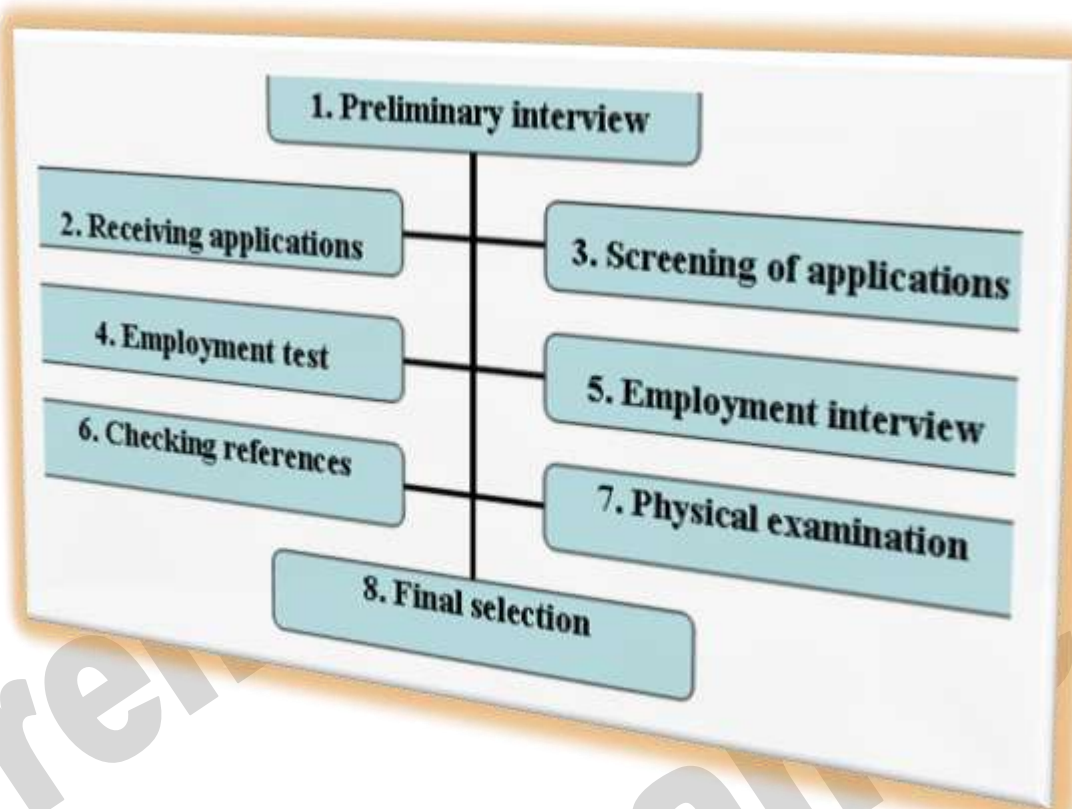 1. Preliminary interview
2. Receiving applications
3. Screening of applications
4. Employment test
5. Employment interview
6. Checking references
7. Physical examination
8. Final selection